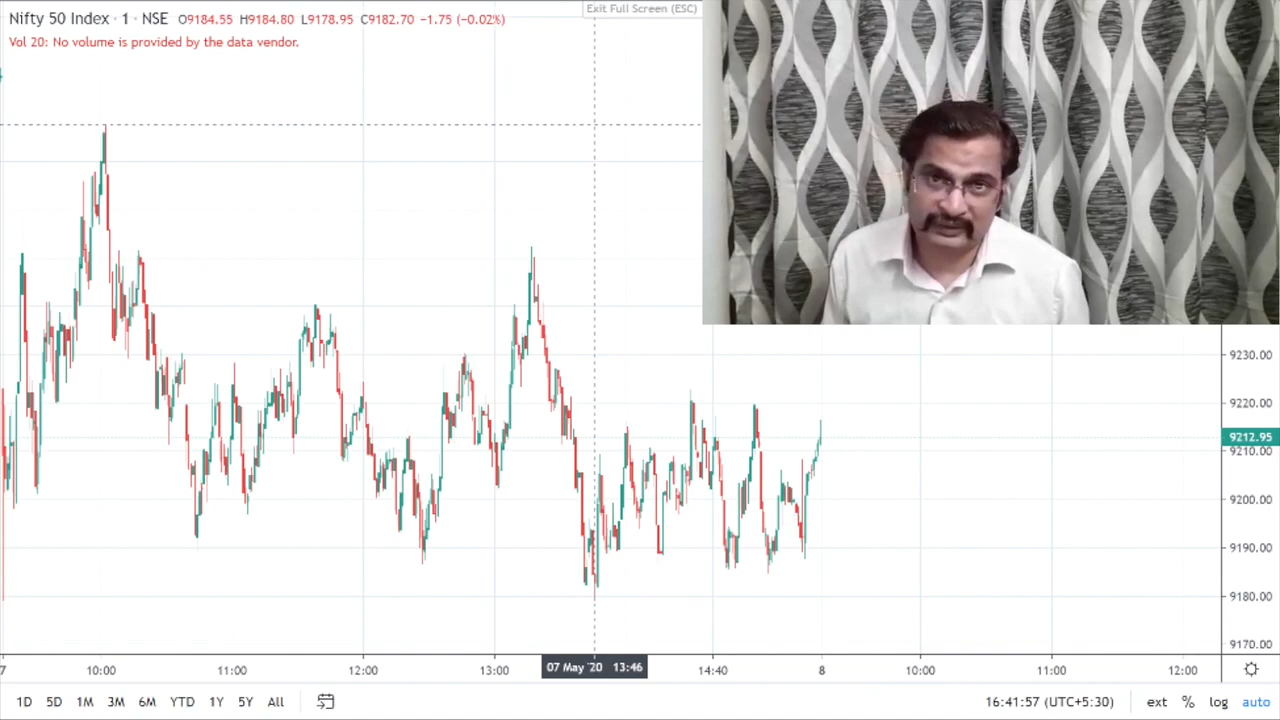 Nifty 50 Index · 1 · NSE O9184.55 H9184.80 L9178.95 C9182.70 −1.75 (−0.02%)
Exit Full Screen (ESC)
Vol 20: No volume is provided by the data vendor.
9230.00
9220.00
9212.95
9210.00
9200.00
9190.00
9180.00
9170.00
7 10:00 11:00 12:00 13:00 07 May '20 13:46 14:40 8 10:00 11:00 12:00
1D 5D 1M 3M 6M YTD 1Y 5Y All 16:41:57 (UTC+5:30) ext % log auto